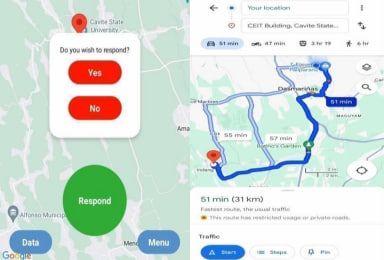 Cavite State
University
Do you wish to respond?
Yes
No
Ama
Respond
Alfonso Municipal
Mend
Data
Menu
Google
Your location
CEIT Building, Cavite State...
51 min
47 min
3 hr 19
6 hr
Dasmariñas
51 min
MASUYAM
55 min
57 min
Indang
51 min (31 km)
Fastest route, the usual traffic
This route has restricted usage or private roads.
Traffic
Start
Steps
Pin